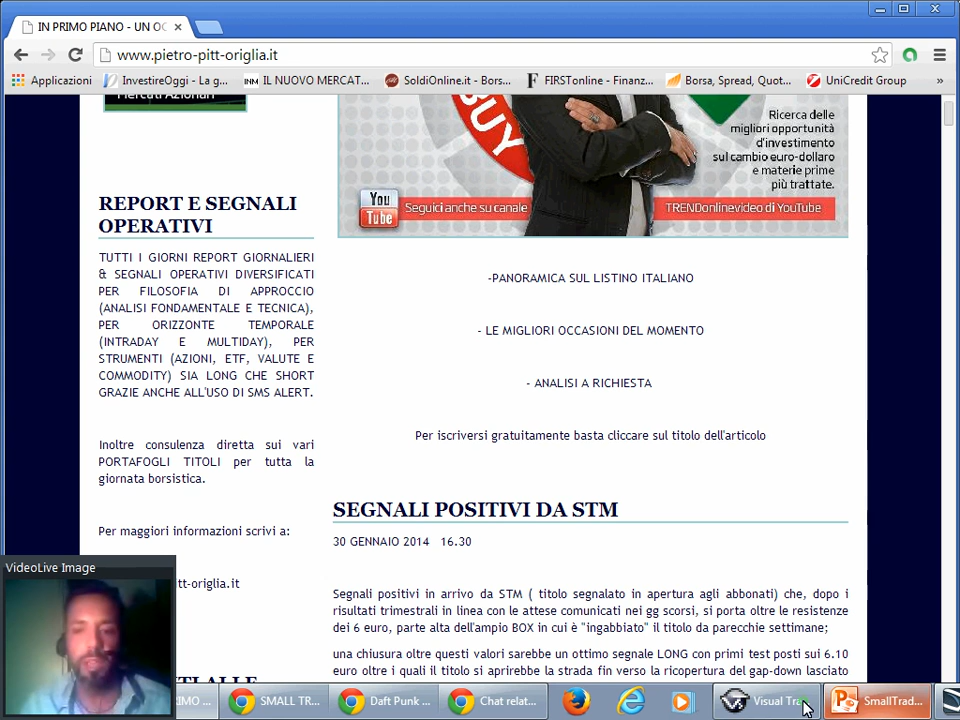 IN PRIMO PIANO - UN OC
www.pietro-pitt-origlia.it
Applicazioni InvestireOggi - La g... IL NUOVO MERCAT... SoldiOnline.it - Bors... FIRSTonline - Finanz... Borsa, Spread, Quot... UniCredit Group »
Mercati Azionari
BUY
Ricerca delle
migliori opportunità
d'investimento
sul cambio euro-dollaro
e materie prime
più trattate.
You
Tube
Seguici anche su canale
TRENDonlinevideo di YouTube
REPORT E SEGNALI
OPERATIVI
TUTTI I GIORNI REPORT GIORNALIERI
& SEGNALI OPERATIVI DIVERSIFICATI
PER FILOSOFIA DI APPROCCIO
(ANALISI FONDAMENTALE E TECNICA),
PER ORIZZONTE TEMPORALE
(INTRADAY E MULTIDAY), PER
STRUMENTI (AZIONI, ETF, VALUTE E
COMMODITY) SIA LONG CHE SHORT
GRAZIE ANCHE ALL'USO DI SMS ALERT.
Inoltre consulenza diretta sui vari
PORTAFOGLI TITOLI per tutta la
giornata borsistica.
Per maggiori informazioni scrivi a:
tt-origlia.it
-PANORAMICA SUL LISTINO ITALIANO
- LE MIGLIORI OCCASIONI DEL MOMENTO
- ANALISI A RICHIESTA
Per iscriversi gratuitamente basta cliccare sul titolo dell'articolo
SEGNALI POSITIVI DA STM
30 GENNAIO 2014 16.30
Segnali positivi in arrivo da STM ( titolo segnalato in apertura agli abbonati) che, dopo i
risultati trimestrali in linea con le attese comunicati nei gg scorsi, si porta oltre le resistenze
dei 6 euro, parte alta dell'ampio BOX in cui è "ingabbiato" il titolo da parecchie settimane;
una chiusura oltre questi valori sarebbe un ottimo segnale LONG con primi test posti sui 6.10
euro oltre i quali il titolo si aprirebbe la strada fin verso la ricopertura del gap-down lasciato
VideoLive Image
RIMO ... SMALL TR... Daft Punk ... Chat relat... Visual Tra SmallTrad...